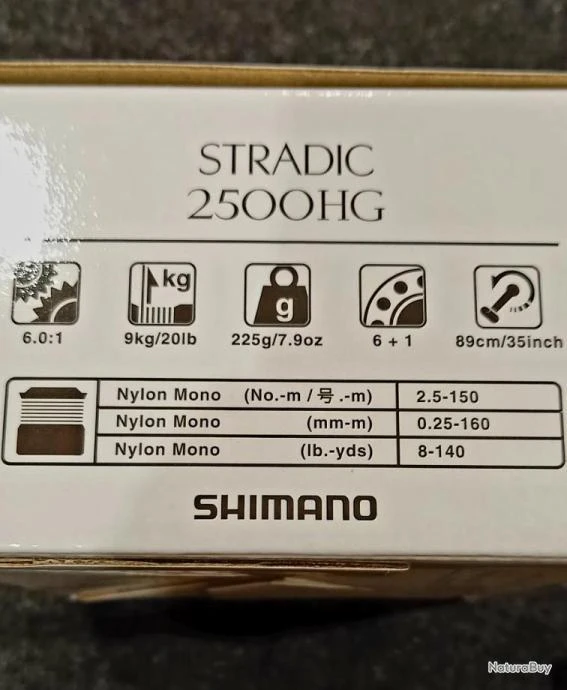 STRADIC
2500HG
kg
g
6.0:1 9kg/20lb 225g/7.9oz 6 + 1 89cm/35inch
Nylon Mono (No.-m / 号.-m) 2.5-150
Nylon Mono (mm-m) 0.25-160
Nylon Mono (lb.-yds) 8-140
SHIMANO
NaturaBuy